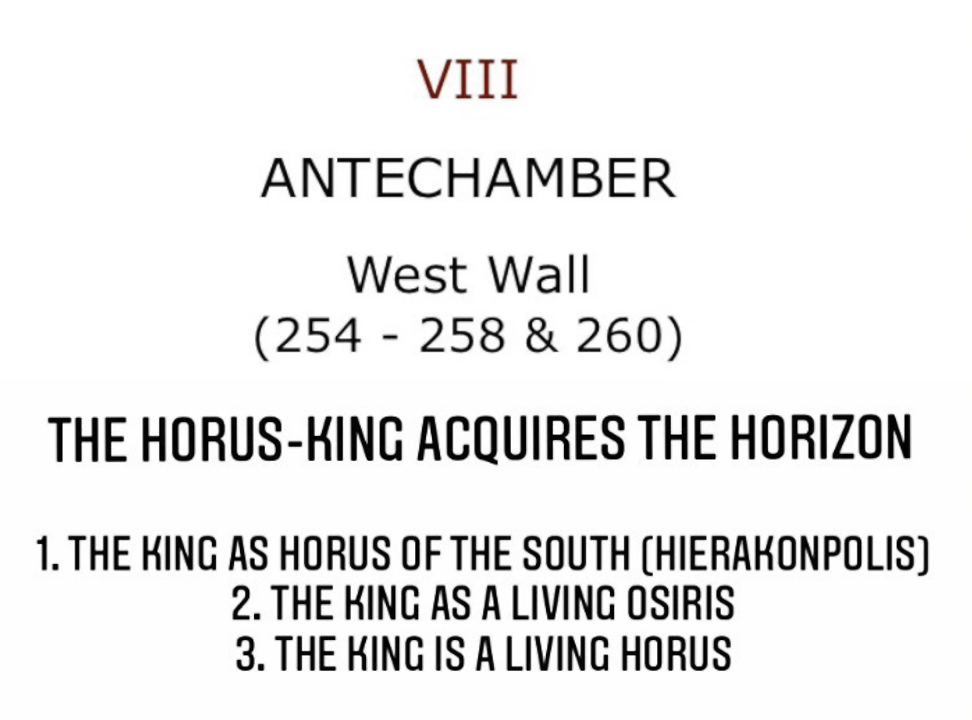 VIII
ANTECHAMBER
West Wall
(254 - 258 & 260)
THE HORUS-KING ACQUIRES THE HORIZON
1. THE KING AS HORUS OF THE SOUTH (HIERAKONPOLIS)
2. THE KING AS A LIVING OSIRIS
3. THE KING IS A LIVING HORUS